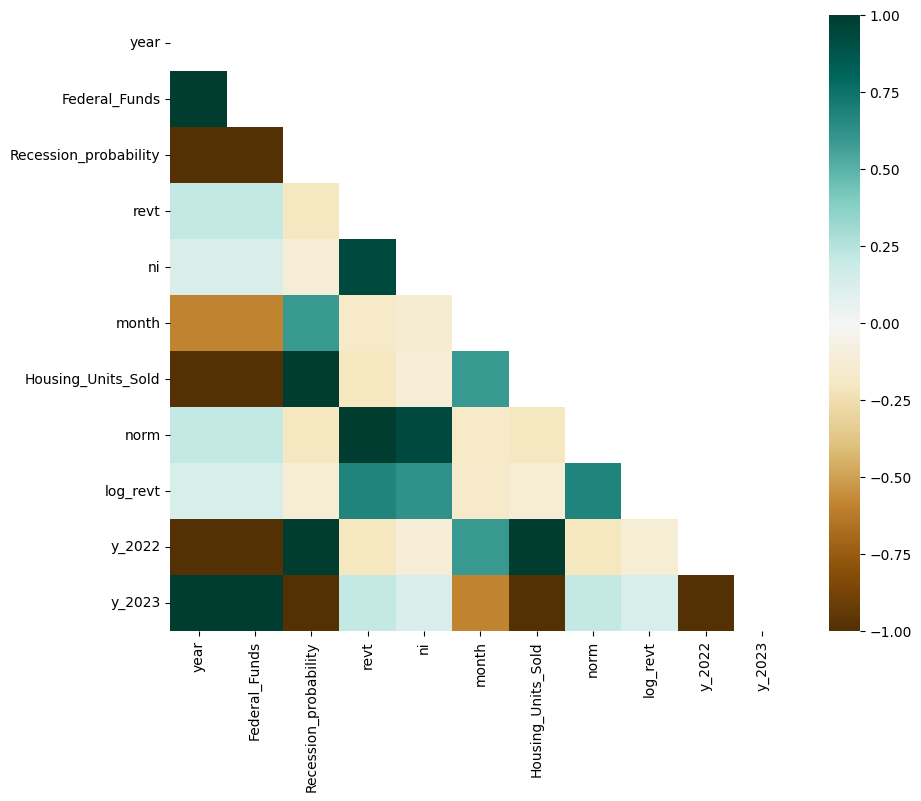 year
Federal_Funds
Recession_probability
revt
ni
month
Housing_Units_Sold
norm
log_revt
y_2022
y_2023
year
Federal_Funds
Recession_probability
revt
ni
month
Housing_Units_Sold
norm
log_revt
y_2022
y_2023
1.00
0.75
0.50
0.25
0.00
−0.25
−0.50
−0.75
−1.00